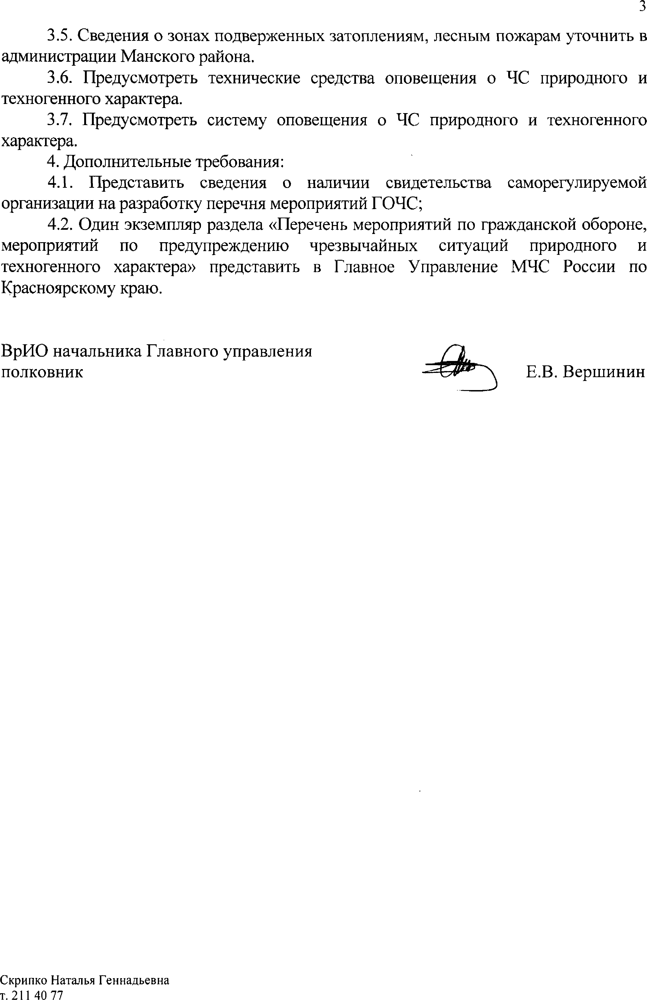 3
3.5. Сведения о зонах подверженных затоплениям, лесным пожарам уточнить в
администрации Манского района.
3.6. Предусмотреть технические средства оповещения о ЧС природного и
техногенного характера.
3.7. Предусмотреть систему оповещения о ЧС природного и техногенного
характера.
4. Дополнительные требования:
4.1. Представить сведения о наличии свидетельства саморегулируемой
организации на разработку перечня мероприятий ГОЧС;
4.2. Один экземпляр раздела «Перечень мероприятий по гражданской обороне,
мероприятий по предупреждению чрезвычайных ситуаций природного и
техногенного характера» представить в Главное Управление МЧС России по
Красноярскому краю.
ВрИО начальника Главного управления
полковник
Е.В. Вершинин
Скрипко Наталья Геннадьевна
т. 211 40 77